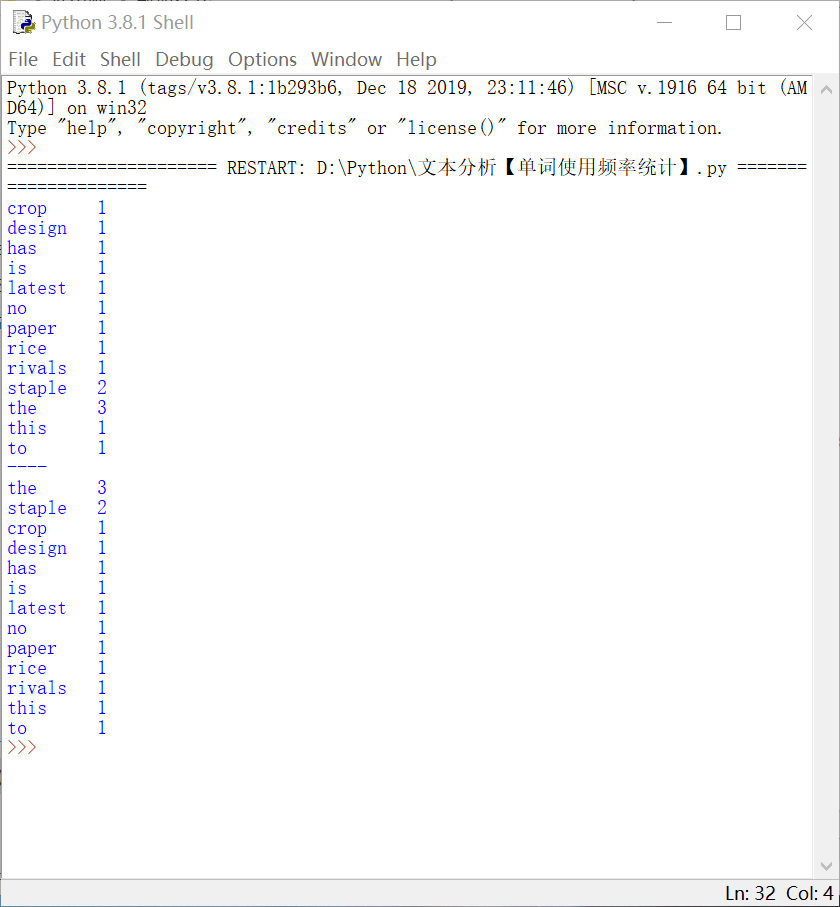 Python 3.8.1 Shell
File Edit Shell Debug Options Window Help
Python 3.8.1 (tags/v3.8.1:1b293b6, Dec 18 2019, 23:11:46) [MSC v.1916 64 bit (AM
D64)] on win32
Type "help", "copyright", "credits" or "license()" for more information.
>>>
===================== RESTART: D:\Python\文本分析【单词使用频率统计】.py =======
==============
crop 1
design 1
has 1
is 1
latest 1
no 1
paper 1
rice 1
rivals 1
staple 2
the 3
this 1
to 1
----
the 3
staple 2
crop 1
design 1
has 1
is 1
latest 1
no 1
paper 1
rice 1
rivals 1
this 1
to 1
>>>
Ln: 32 Col: 4